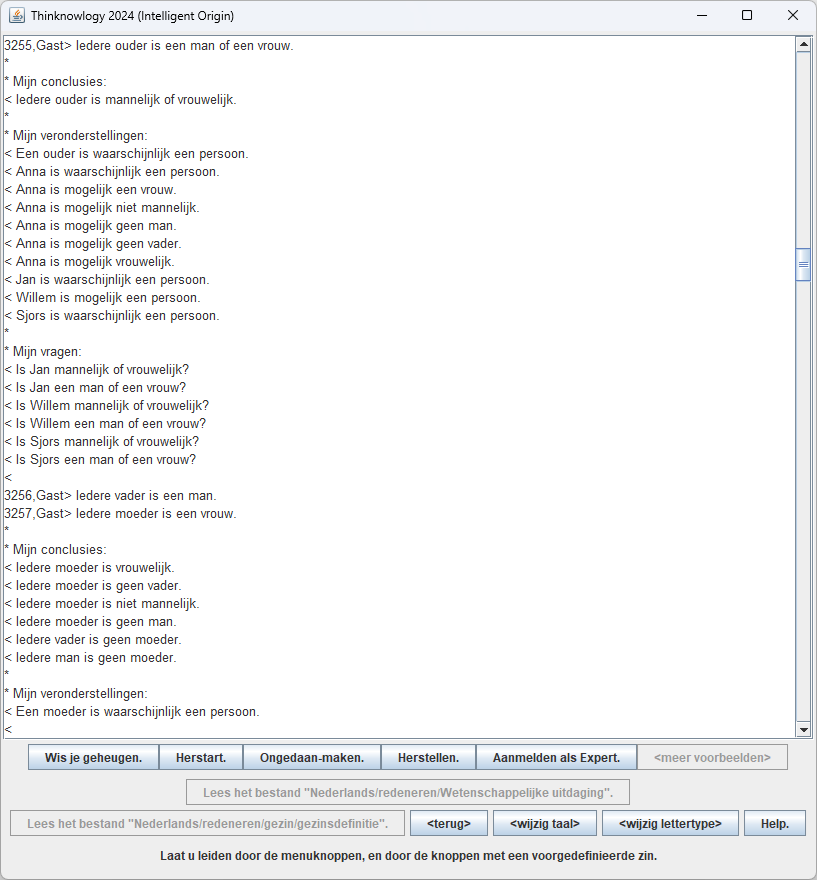 Thinknowlogy 2024 (Intelligent Origin)
3255,Gast> Iedere ouder is een man of een vrouw.
*
* Mijn conclusies:
< Iedere ouder is mannelijk of vrouwelijk.
*
* Mijn veronderstellingen:
< Een ouder is waarschijnlijk een persoon.
< Anna is waarschijnlijk een persoon.
< Anna is mogelijk een vrouw.
< Anna is mogelijk niet mannelijk.
< Anna is mogelijk geen man.
< Anna is mogelijk geen vader.
< Anna is mogelijk vrouwelijk.
< Jan is waarschijnlijk een persoon.
< Willem is mogelijk een persoon.
< Sjors is waarschijnlijk een persoon.
*
* Mijn vragen:
< Is Jan mannelijk of vrouwelijk?
< Is Jan een man of een vrouw?
< Is Willem mannelijk of vrouwelijk?
< Is Willem een man of een vrouw?
< Is Sjors mannelijk of vrouwelijk?
< Is Sjors een man of een vrouw?
<
3256,Gast> Iedere vader is een man.
3257,Gast> Iedere moeder is een vrouw.
*
* Mijn conclusies:
< Iedere moeder is vrouwelijk.
< Iedere moeder is geen vader.
< Iedere moeder is niet mannelijk.
< Iedere moeder is geen man.
< Iedere vader is geen moeder.
< Iedere man is geen moeder.
*
* Mijn veronderstellingen:
< Een moeder is waarschijnlijk een persoon.
<
Wis je geheugen. Herstart. Ongedaan-maken. Herstellen. Aanmelden als Expert. <meer voorbeelden>
Lees het bestand "Nederlands/redeneren/Wetenschappelijke uitdaging".
Lees het bestand "Nederlands/redeneren/gezin/gezinsdefinitie". <terug> <wijzig taal> <wijzig lettertype> Help.
Laat u leiden door de menuknoppen, en door de knoppen met een voorgedefinieerde zin.